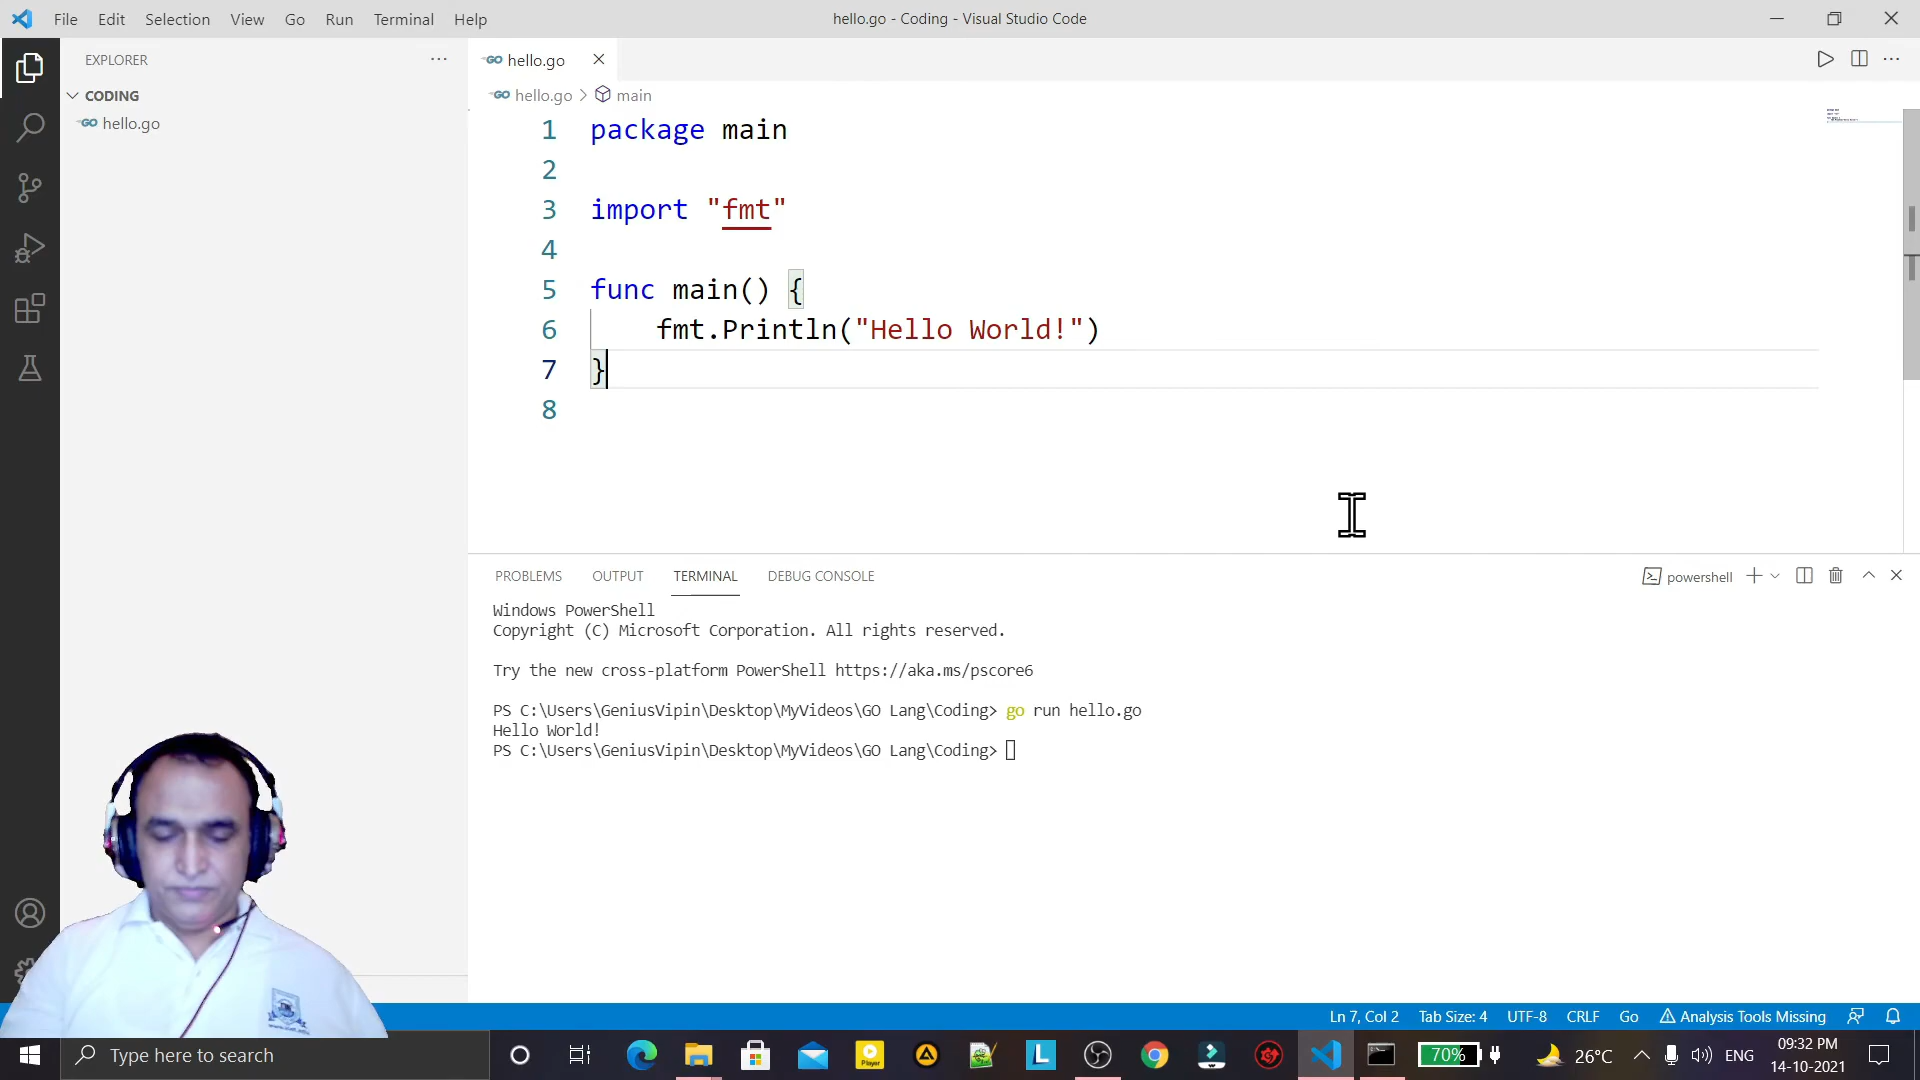 File Edit Selection View Go Run Terminal Help
hello.go - Coding - Visual Studio Code
EXPLORER
CODING
GO hello.go
GO hello.go
GO hello.go > main
1 package main
2
3 import "fmt"
4
5 func main() {
6 fmt.Println("Hello World!")
7 }
8
PROBLEMS OUTPUT TERMINAL DEBUG CONSOLE
powershell
Windows PowerShell
Copyright (C) Microsoft Corporation. All rights reserved.
Try the new cross-platform PowerShell https://aka.ms/pscore6
PS C:\Users\GeniusVipin\Desktop\MyVideos\GO Lang\Coding> go run hello.go
Hello World!
PS C:\Users\GeniusVipin\Desktop\MyVideos\GO Lang\Coding>
Ln 7, Col 2 Tab Size: 4 UTF-8 CRLF Go Analysis Tools Missing
Type here to search
Player
L
70%
26°C
ENG
09:32 PM
14-10-2021